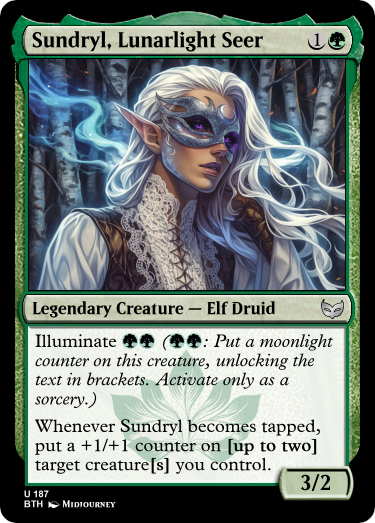 Sundryl, Lunarlight Seer 1
Legendary Creature — Elf Druid
Illuminate (: Put a moonlight
counter on this creature, unlocking the
text in brackets. Activate only as a
sorcery.)
Whenever Sundryl becomes tapped,
put a +1/+1 counter on [up to two]
target creature[s] you control.
3/2
U 187
BTH Midjourney